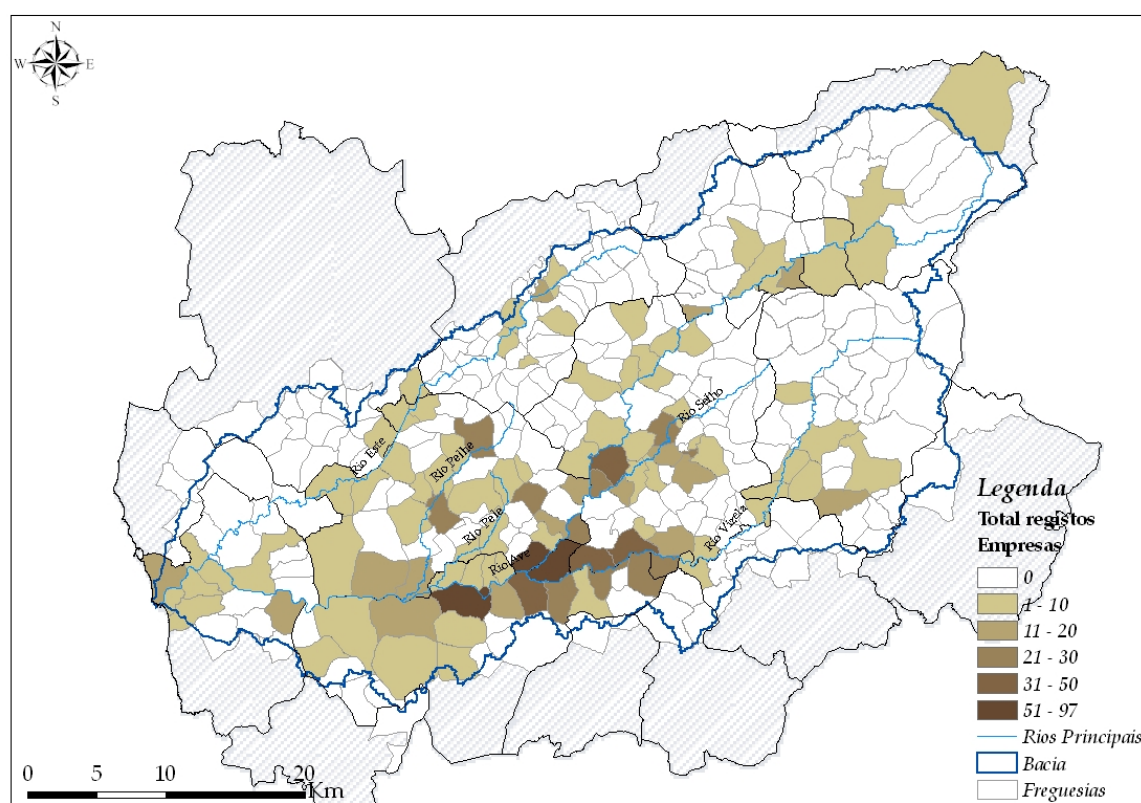 N
W E
S
Rio Selho
Rio Este
Rio Pelhe
Rio Pele
Rio Vizela
Rio Ave
Legenda
Total registos
Empresas
0
1 - 10
11 - 20
21 - 30
31 - 50
51 - 97
Rios Principais
Bacia
Freguesias
0 5 10 20
Km